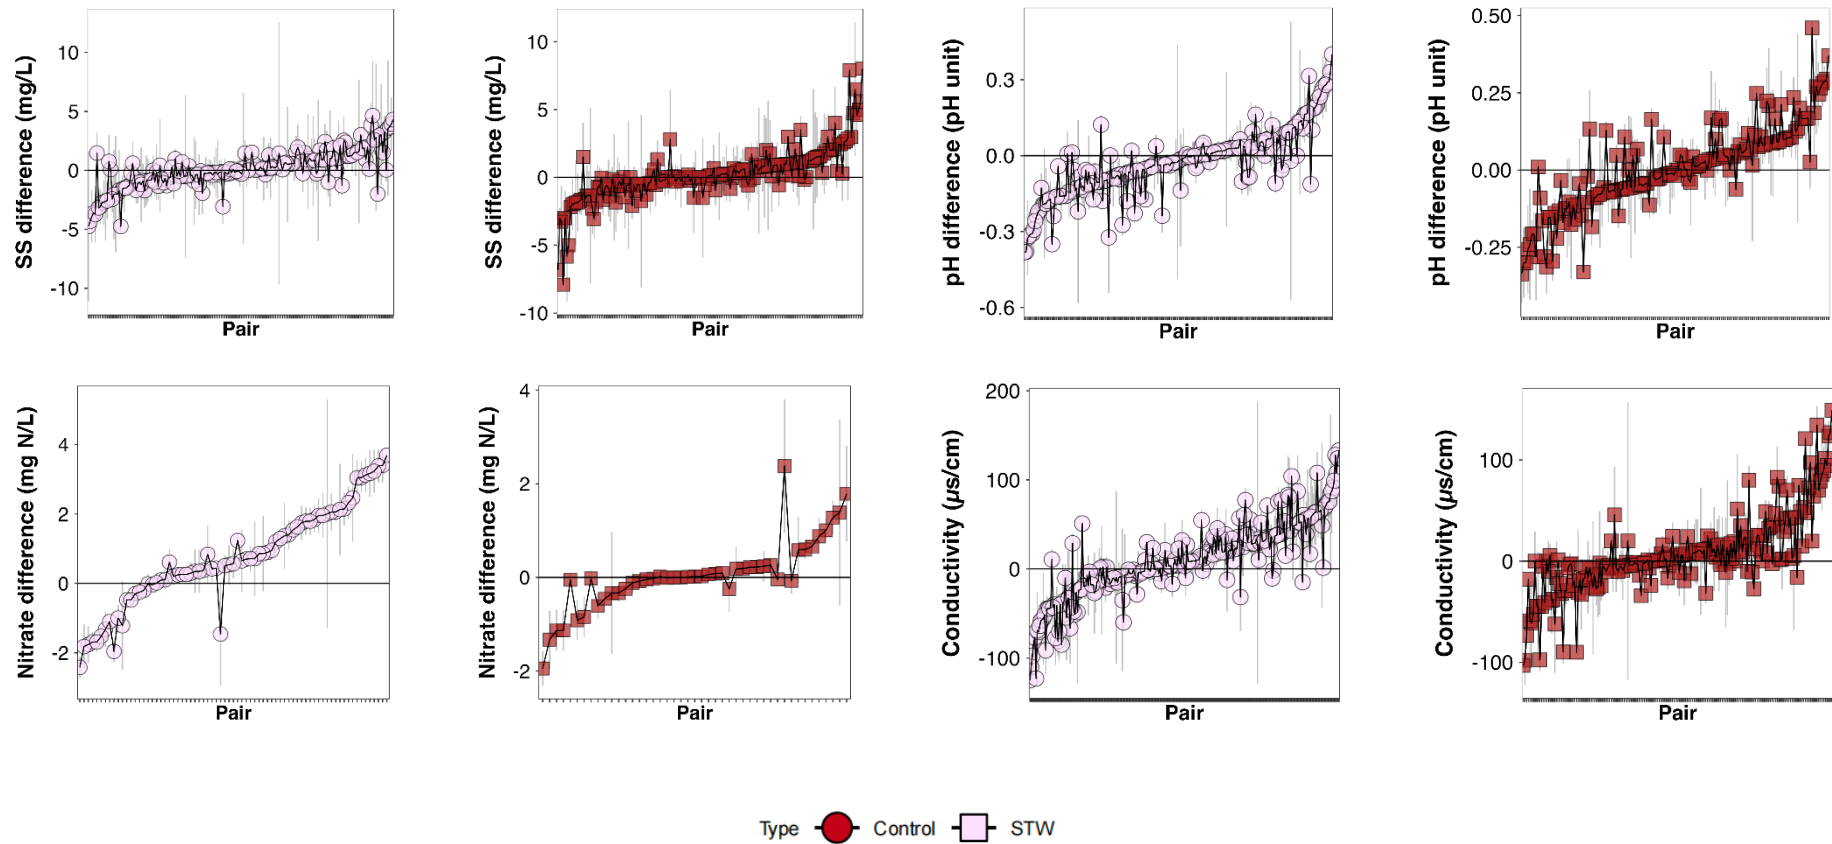 SS difference (mg/L)
10
5
0
-5
-10
Pair
SS difference (mg/L)
10
5
0
-5
-10
Pair
pH difference (pH unit)
0.3
0.0
-0.3
-0.6
Pair
pH difference (pH unit)
0.50
0.25
0.00
-0.25
Pair
Nitrate difference (mg N/L)
4
2
0
-2
Pair
Nitrate difference (mg N/L)
4
2
0
-2
Pair
Conductivity (µs/cm)
200
100
0
-100
Pair
Conductivity (µs/cm)
100
0
-100
Pair
Type Control STW